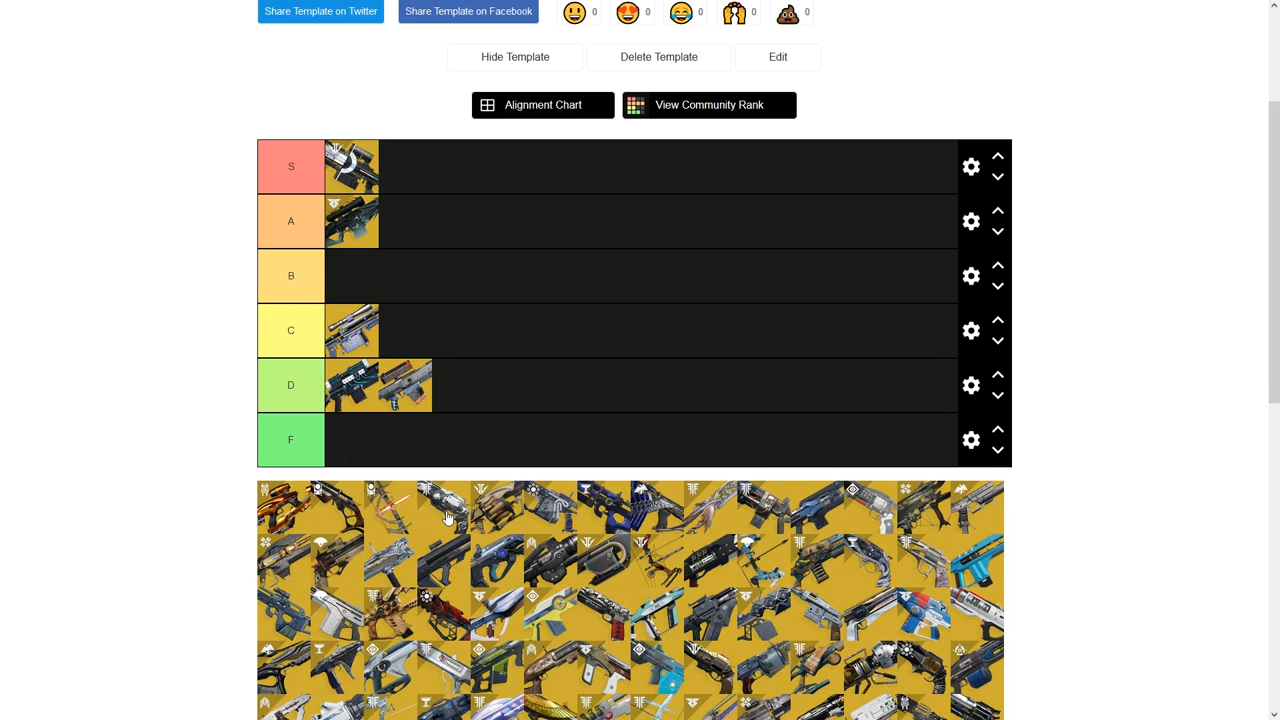 Share Template on Twitter Share Template on Facebook 0 0 0 0 0
Hide Template Delete Template Edit
Alignment Chart View Community Rank
S
A
B
C
D
F